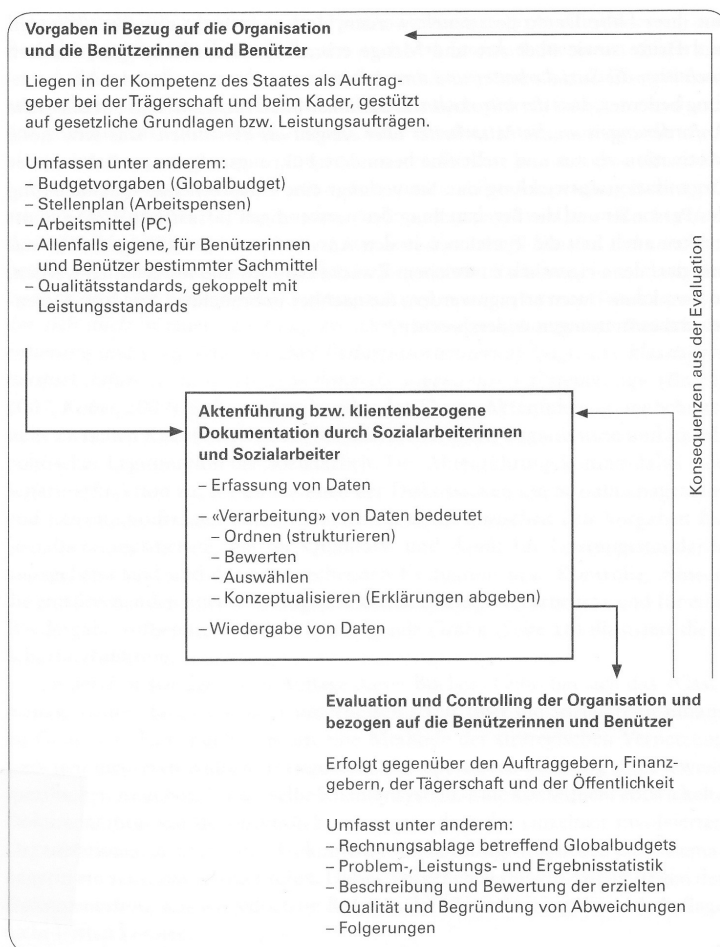 Vorgaben in Bezug auf die Organisation
und die Benützerinnen und Benützer
Liegen in der Kompetenz des Staates als Auftrag-
geber bei der Trägerschaft und beim Kader, gestützt
auf gesetzliche Grundlagen bzw. Leistungsaufträgen.
Umfassen unter anderem:
– Budgetvorgaben (Globalbudget)
– Stellenplan (Arbeitspensen)
– Arbeitsmittel (PC)
– Allenfalls eigene, für Benützerinnen
und Benützer bestimmter Sachmittel
– Qualitätsstandards, gekoppelt mit
Leistungsstandards
Konsequenzen aus der Evaluation
Aktenführung bzw. klientenbezogene
Dokumentation durch Sozialarbeiterinnen
und Sozialarbeiter
– Erfassung von Daten
– «Verarbeitung» von Daten bedeutet
– Ordnen (strukturieren)
– Bewerten
– Auswählen
– Konzeptualisieren (Erklärungen abgeben)
– Wiedergabe von Daten
Evaluation und Controlling der Organisation und
bezogen auf die Benützerinnen und Benützer
Erfolgt gegenüber den Auftraggebern, Finanz-
gebern, der Tägerschaft und der Öffentlichkeit
Umfasst unter anderem:
– Rechnungsablage betreffend Globalbudgets
– Problem-, Leistungs- und Ergebnisstatistik
– Beschreibung und Bewertung der erzielten
Qualität und Begründung von Abweichungen
– Folgerungen